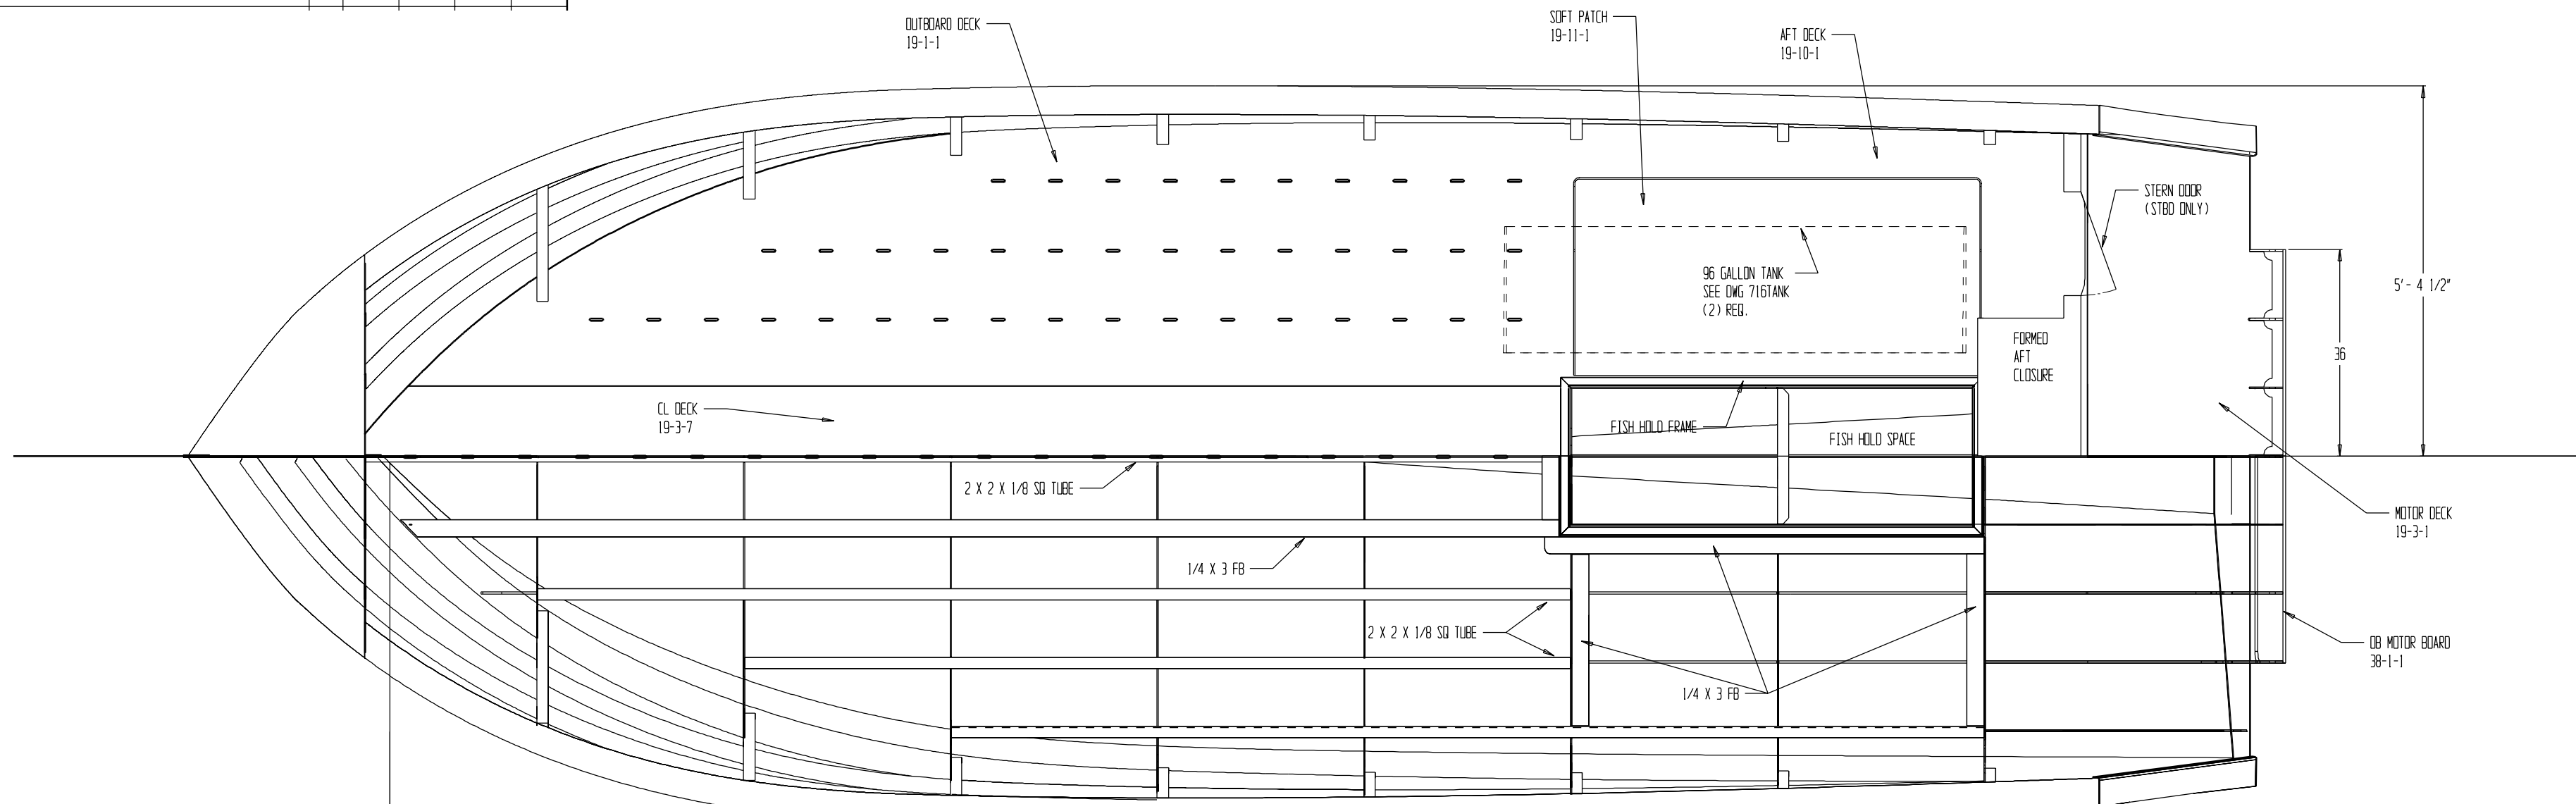 OUTBOARD DECK
19-1-1
SOFT PATCH
19-11-1
AFT DECK
19-10-1
STERN DOOR
(STBD ONLY)
96 GALLON TANK
SEE DWG 716TANK
(2) REQ.
5'- 4 1/2"
36
FORMED
AFT
CLOSURE
CL DECK
19-3-7
FISH HOLD FRAME
FISH HOLD SPACE
2 X 2 X 1/8 SQ TUBE
MOTOR DECK
19-3-1
1/4 X 3 FB
2 X 2 X 1/8 SQ TUBE
OB MOTOR BOARD
38-1-1
1/4 X 3 FB